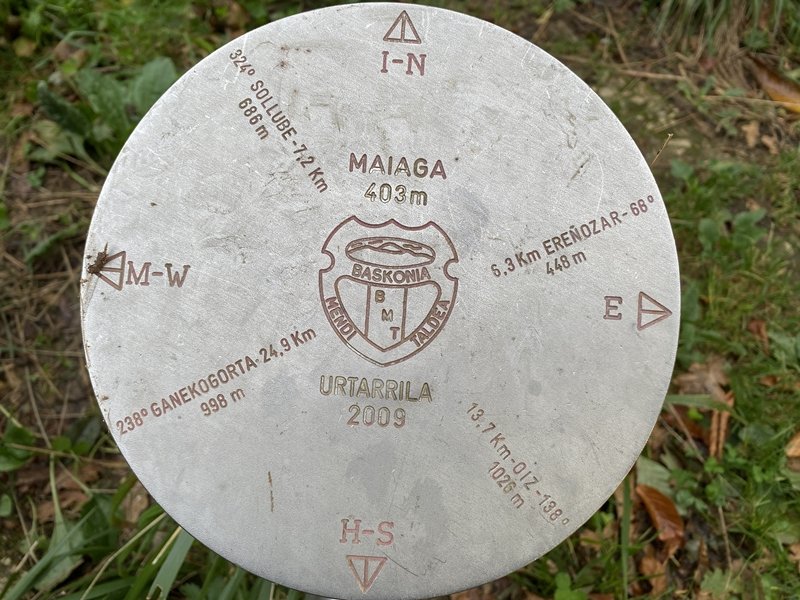 I-N
324° SOLLUBE-7,2 Km
686 m
MAIAGA
403m
6,3 Km EREÑOZAR-68°
448 m
M-W
BASKONIA
B
M
T
MENDI TALDEA
E
238° GANEKOGORTA-24,9 Km
998 m
URTARRILA
2009
13,7 Km-OIZ-138°
1026 m
H-S